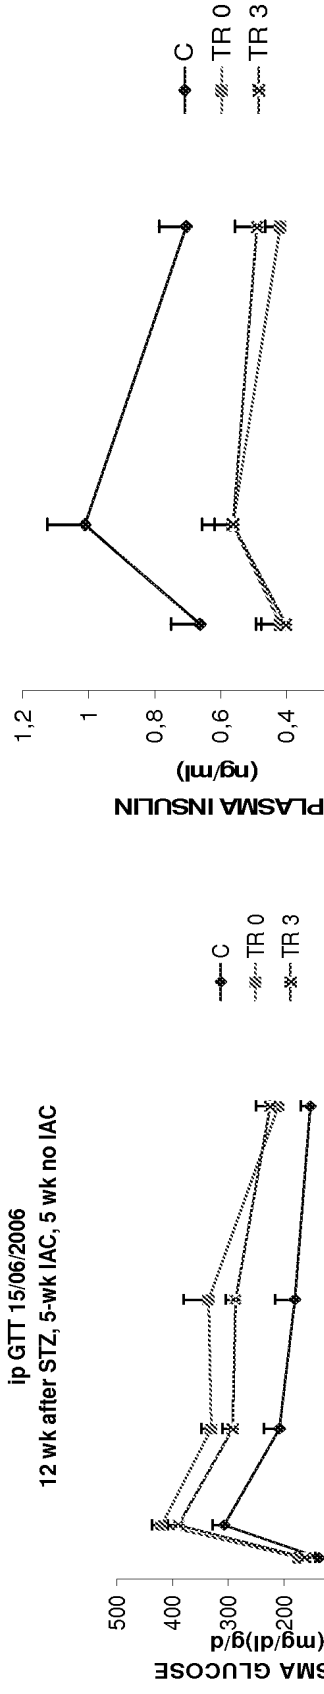 ip GTT 15/06/2006
12 wk after STZ, 5-wk IAC, 5 wk no IAC
500
400
300
200
SMA GLUCOSE
(mg/dl)g/d
C
TR 0
TR 3
1,2
1
0,8
0,6
0,4
PLASMA INSULIN
(ng/ml)
C
TR 0
TR 3